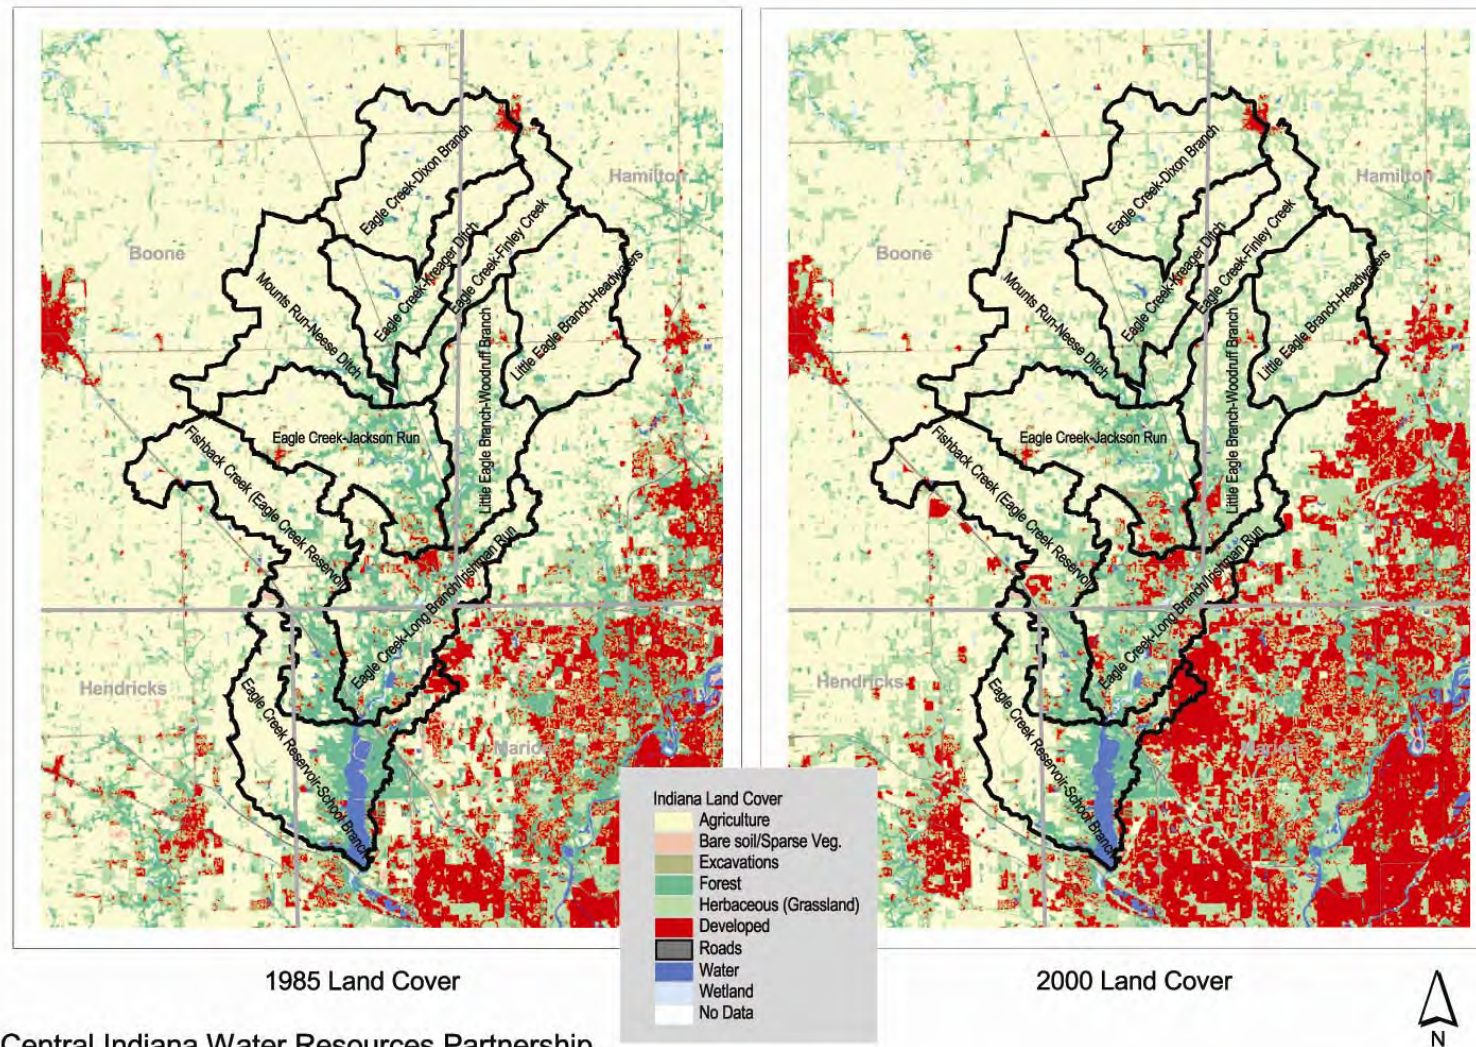 Hamilton
Boone
Eagle Creek-Dixon Branch
Eagle Creek-Kreager Ditch
Eagle Creek-Finley Creek
Mounts Run-Neese Ditch
Little Eagle Branch-Woodruff Branch
Little Eagle Branch-Headwaters
Eagle Creek-Jackson Run
Fishback Creek (Eagle Creek Reservoir)
Eagle Creek-Long Branch/Irishman Run
Hendricks
Eagle Creek Reservoir-School Branch
Marion
Hamilton
Boone
Eagle Creek-Dixon Branch
Eagle Creek-Kreager Ditch
Eagle Creek-Finley Creek
Mounts Run-Neese Ditch
Little Eagle Branch-Woodruff Branch
Little Eagle Branch-Headwaters
Eagle Creek-Jackson Run
Fishback Creek (Eagle Creek Reservoir)
Eagle Creek-Long Branch/Irishman Run
Hendricks
Eagle Creek Reservoir-School Branch
Marion
Indiana Land Cover
Agriculture
Bare soil/Sparse Veg.
Excavations
Forest
Herbaceous (Grassland)
Developed
Roads
Water
Wetland
No Data
1985 Land Cover
2000 Land Cover
N
Central Indiana Water Resources Partnership